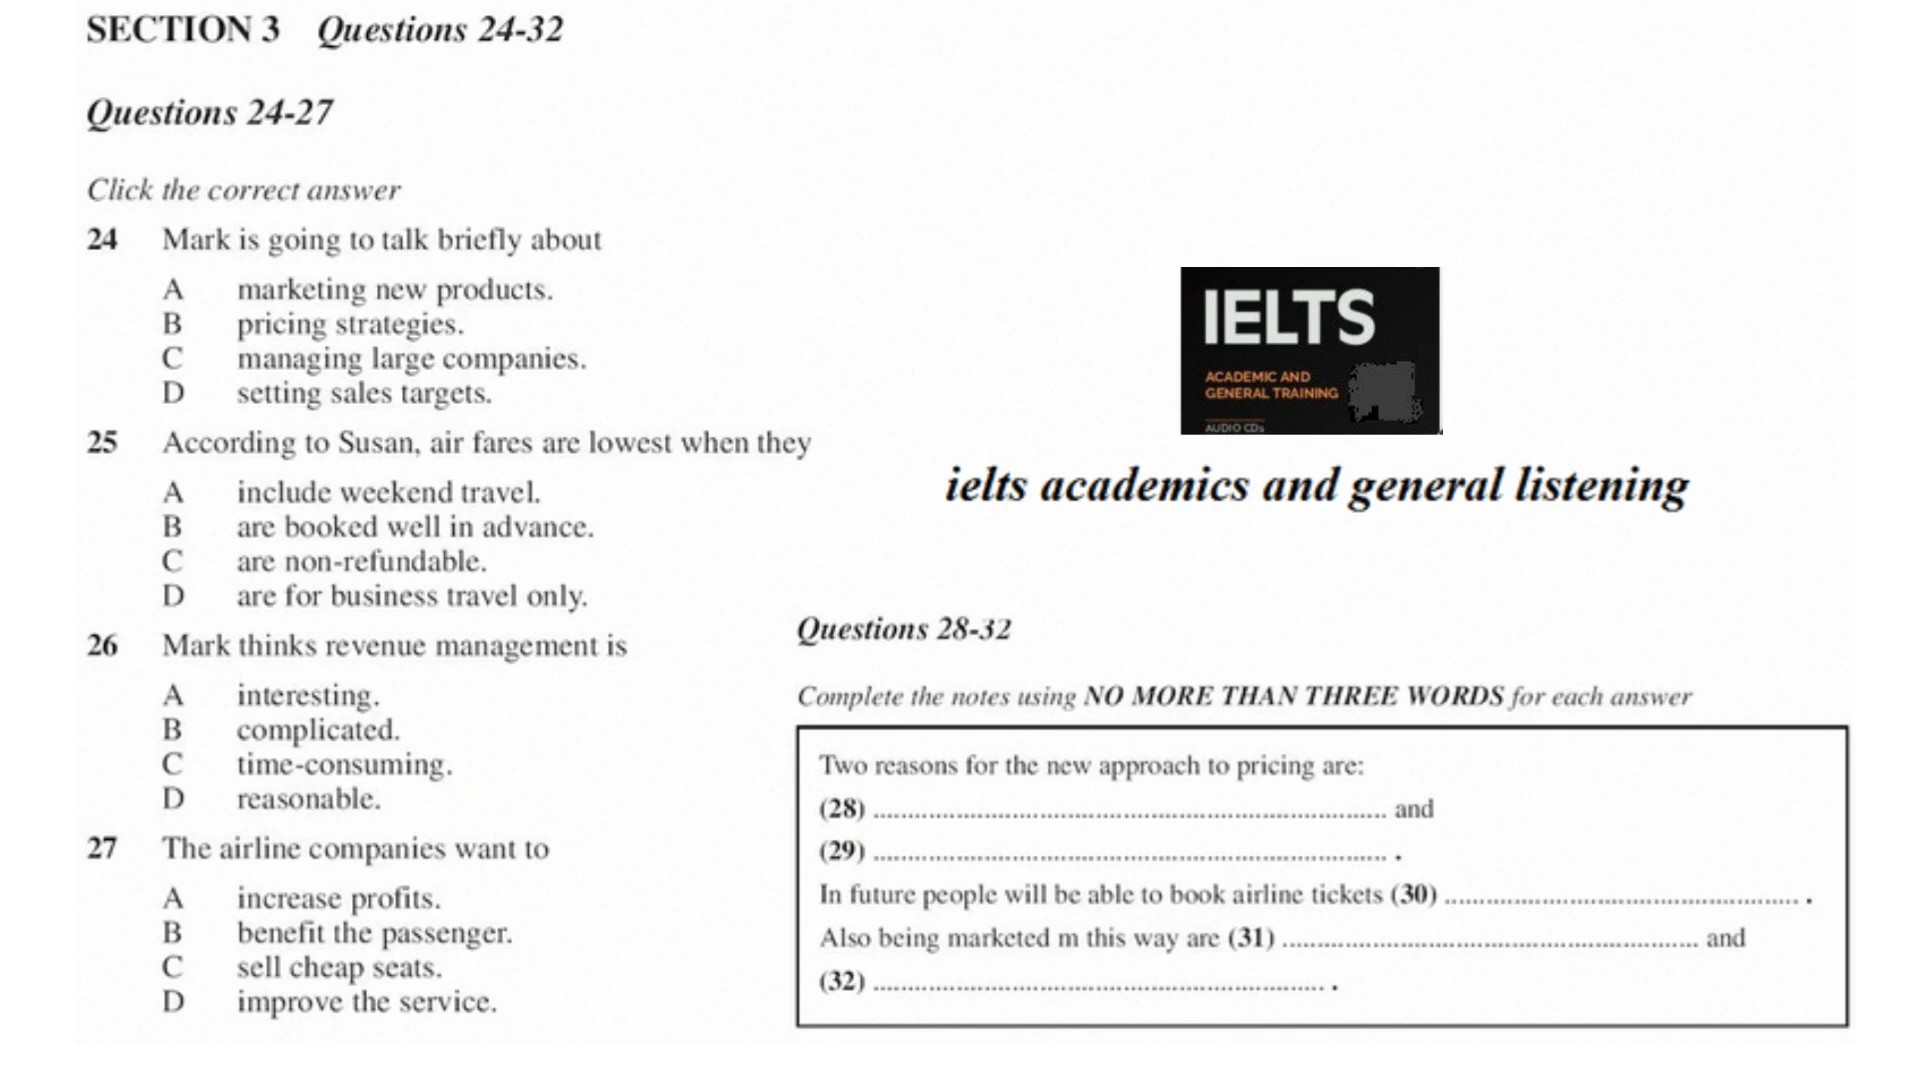 SECTION 3 Questions 24-32
Questions 24-27
Click the correct answer
24 Mark is going to talk briefly about
A marketing new products.
B pricing strategies.
C managing large companies.
D setting sales targets.
25 According to Susan, air fares are lowest when they
A include weekend travel.
B are booked well in advance.
C are non-refundable.
D are for business travel only.
26 Mark thinks revenue management is
A interesting.
B complicated.
C time-consuming.
D reasonable.
27 The airline companies want to
A increase profits.
B benefit the passenger.
C sell cheap seats.
D improve the service.
IELTS
ACADEMIC AND
GENERAL TRAINING
AUDIO CDs
ielts academics and general listening
Questions 28-32
Complete the notes using NO MORE THAN THREE WORDS for each answer
Two reasons for the new approach to pricing are:
(28) ........................................ and
(29) ........................................ .
In future people will be able to book airline tickets (30) ........................................ .
Also being marketed m this way are (31) ........................................ and
(32) ........................................ .